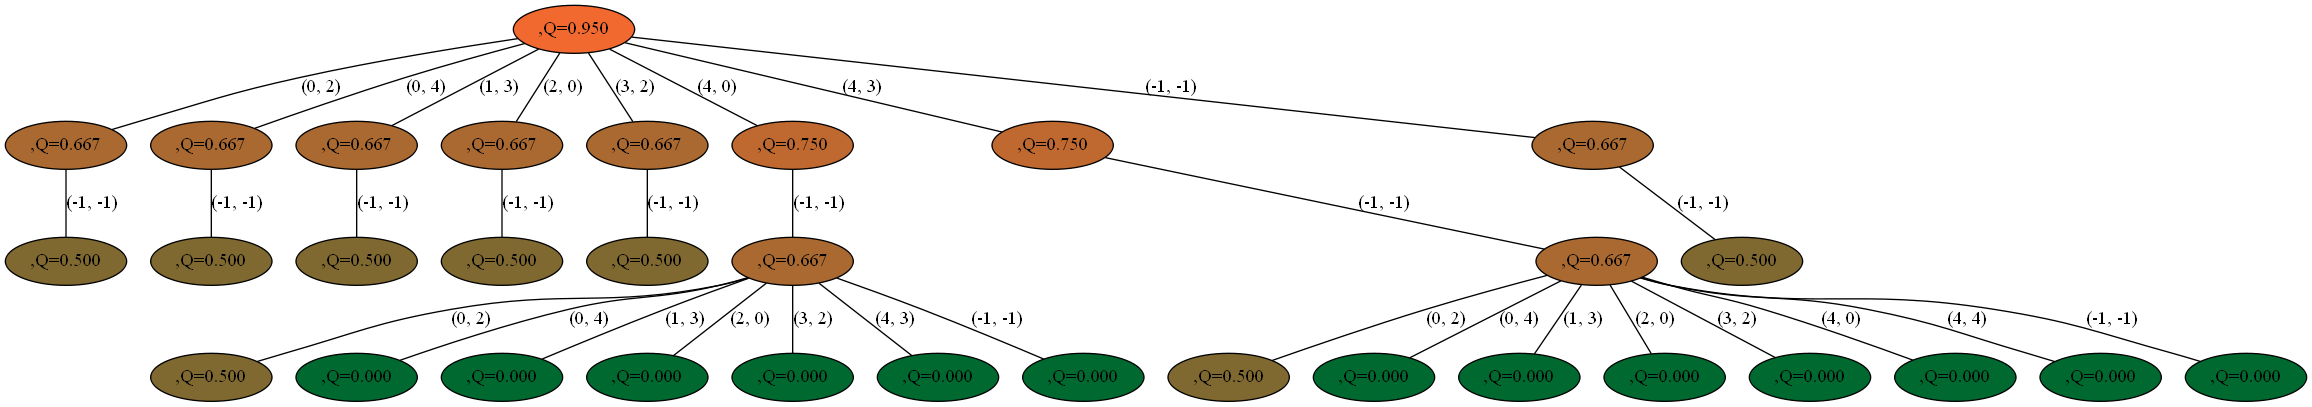 ,Q=0.950
(0, 2) (0, 4) (1, 3) (2, 0) (3, 2) (4, 0) (4, 3) (-1, -1)
,Q=0.667 ,Q=0.667 ,Q=0.667 ,Q=0.667 ,Q=0.667 ,Q=0.750 ,Q=0.750 ,Q=0.667
(-1, -1) (-1, -1) (-1, -1) (-1, -1) (-1, -1) (-1, -1) (-1, -1) (-1, -1)
,Q=0.500 ,Q=0.500 ,Q=0.500 ,Q=0.500 ,Q=0.500 ,Q=0.667 ,Q=0.667 ,Q=0.500
(0, 2) (0, 4) (1, 3) (2, 0) (3, 2) (4, 3) (-1, -1) (0, 2) (0, 4) (1, 3) (2, 0) (3, 2) (4, 0) (4, 4) (-1, -1)
,Q=0.500 ,Q=0.000 ,Q=0.000 ,Q=0.000 ,Q=0.000 ,Q=0.000 ,Q=0.000 ,Q=0.500 ,Q=0.000 ,Q=0.000 ,Q=0.000 ,Q=0.000 ,Q=0.000 ,Q=0.000 ,Q=0.000